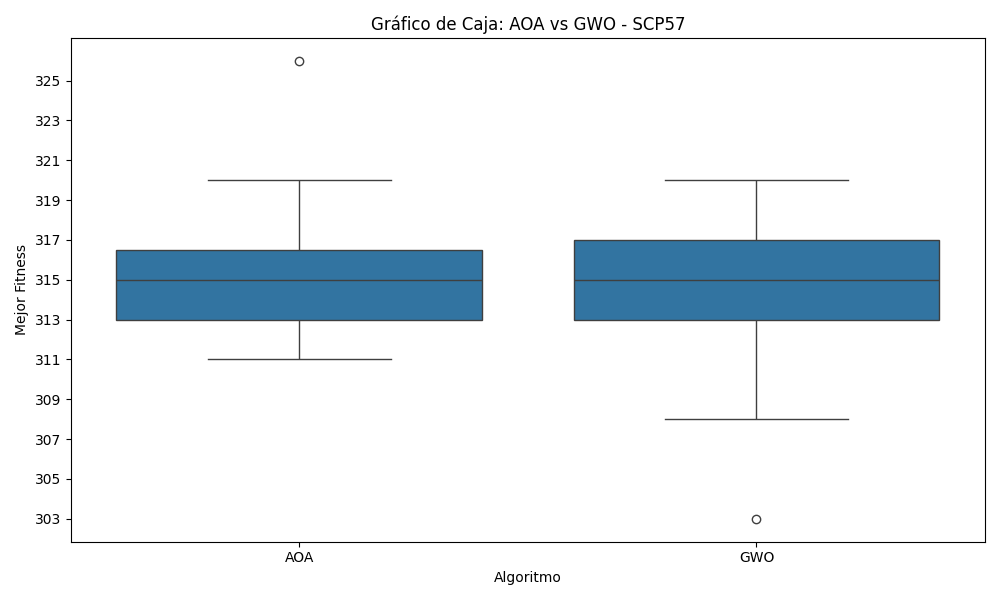 Gráfico de Caja: AOA vs GWO - SCP57
Mejor Fitness
325
323
321
319
317
315
313
311
309
307
305
303
AOA
GWO
Algoritmo